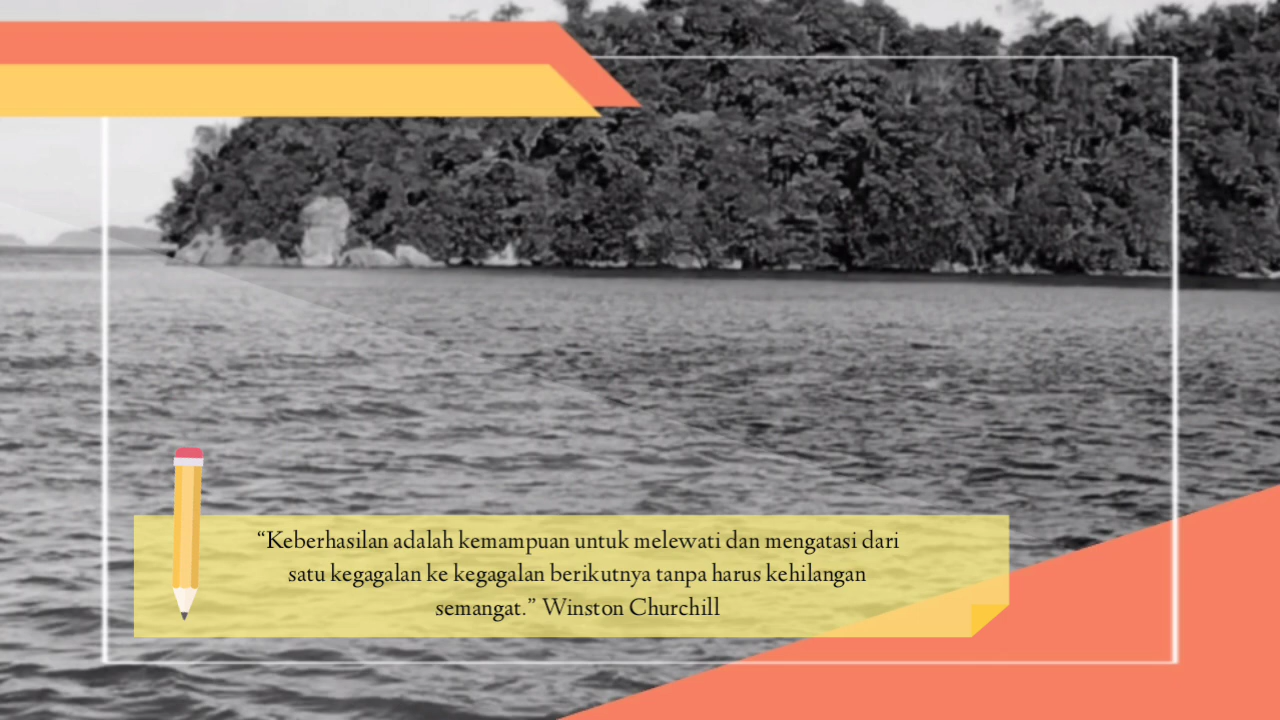 “Keberhasilan adalah kemampuan untuk melewati dan mengatasi dari
satu kegagalan ke kegagalan berikutnya tanpa harus kehilangan
semangat.” Winston Churchill